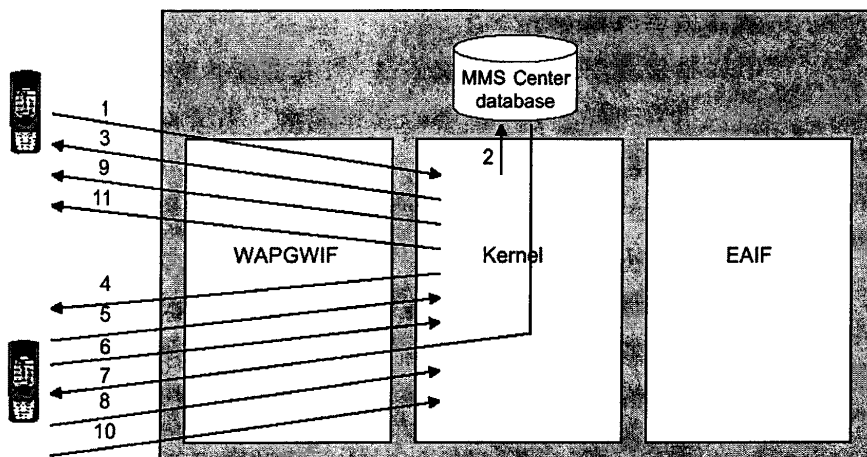 MMS Center
database
1
3
2
9
11
WAPGWIF
Kernel
EAIF
4
5
6
7
8
10